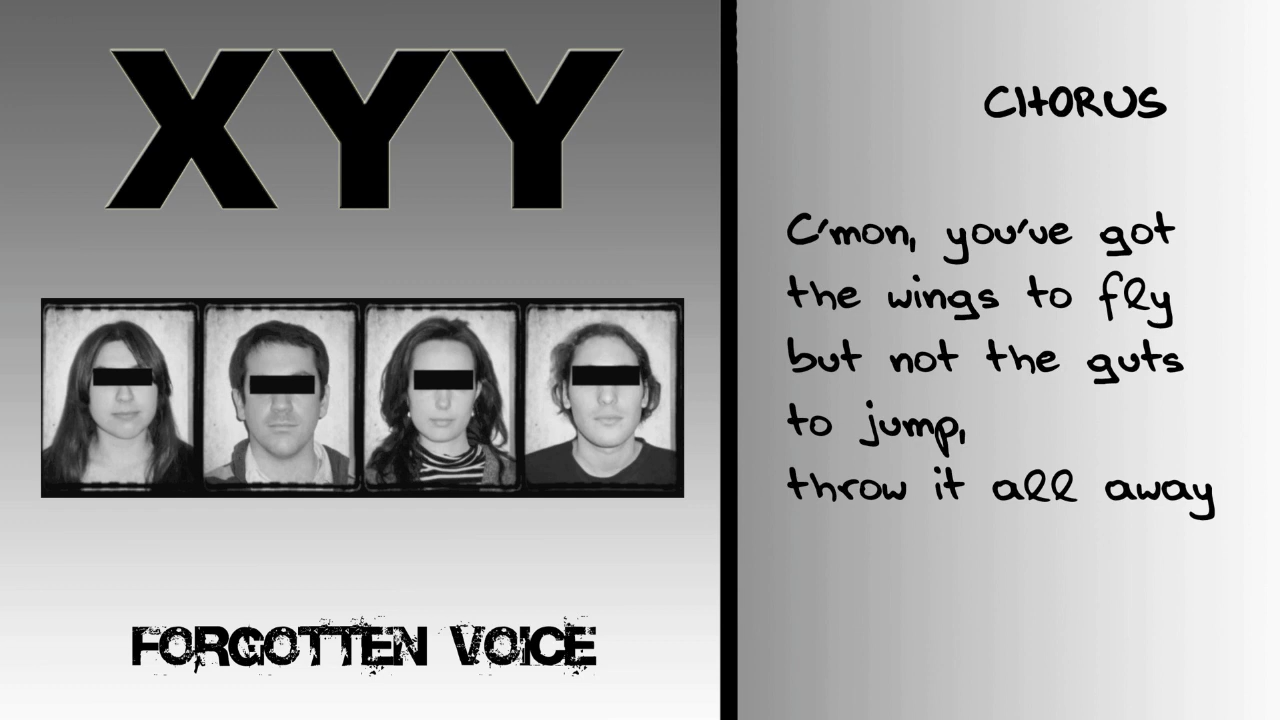 XYY
FORGOTTEN VOICE
CHORUS
C'mon, you've got
the wings to fly
but not the guts
to jump,
throw it all away